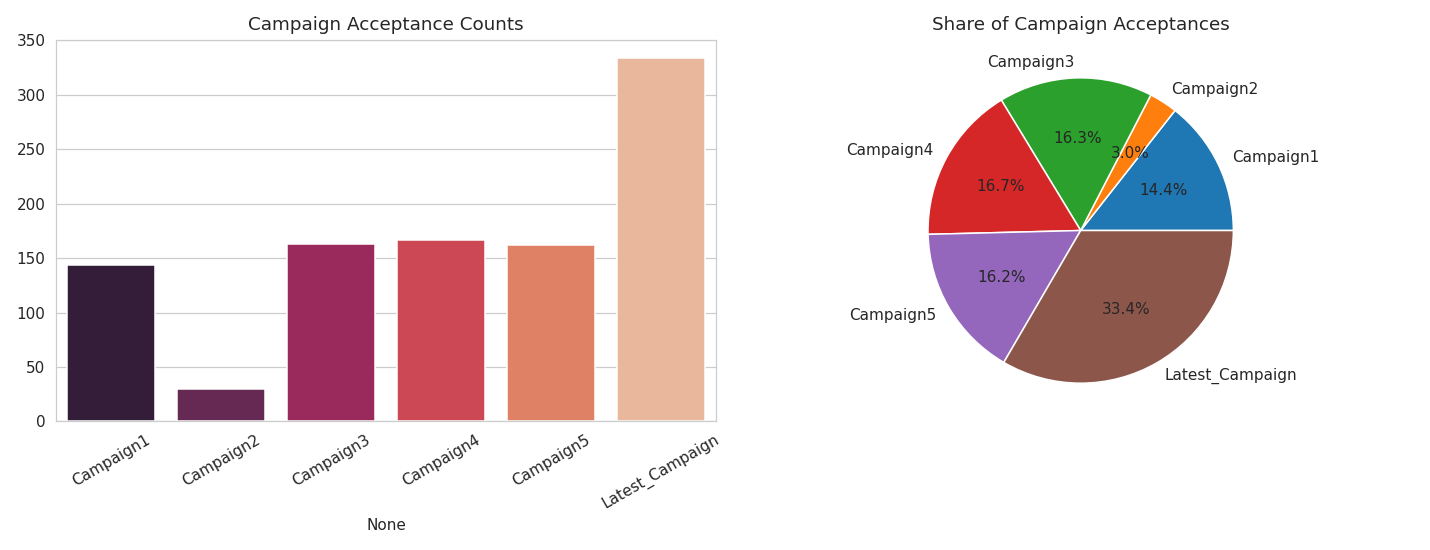 Campaign Acceptance Counts
350
300
250
200
150
100
50
0
Campaign1
Campaign2
Campaign3
Campaign4
Campaign5
Latest_Campaign
None
Share of Campaign Acceptances
Campaign3
Campaign2
Campaign4
Campaign1
16.3%
3.0%
16.7%
14.4%
16.2%
33.4%
Campaign5
Latest_Campaign